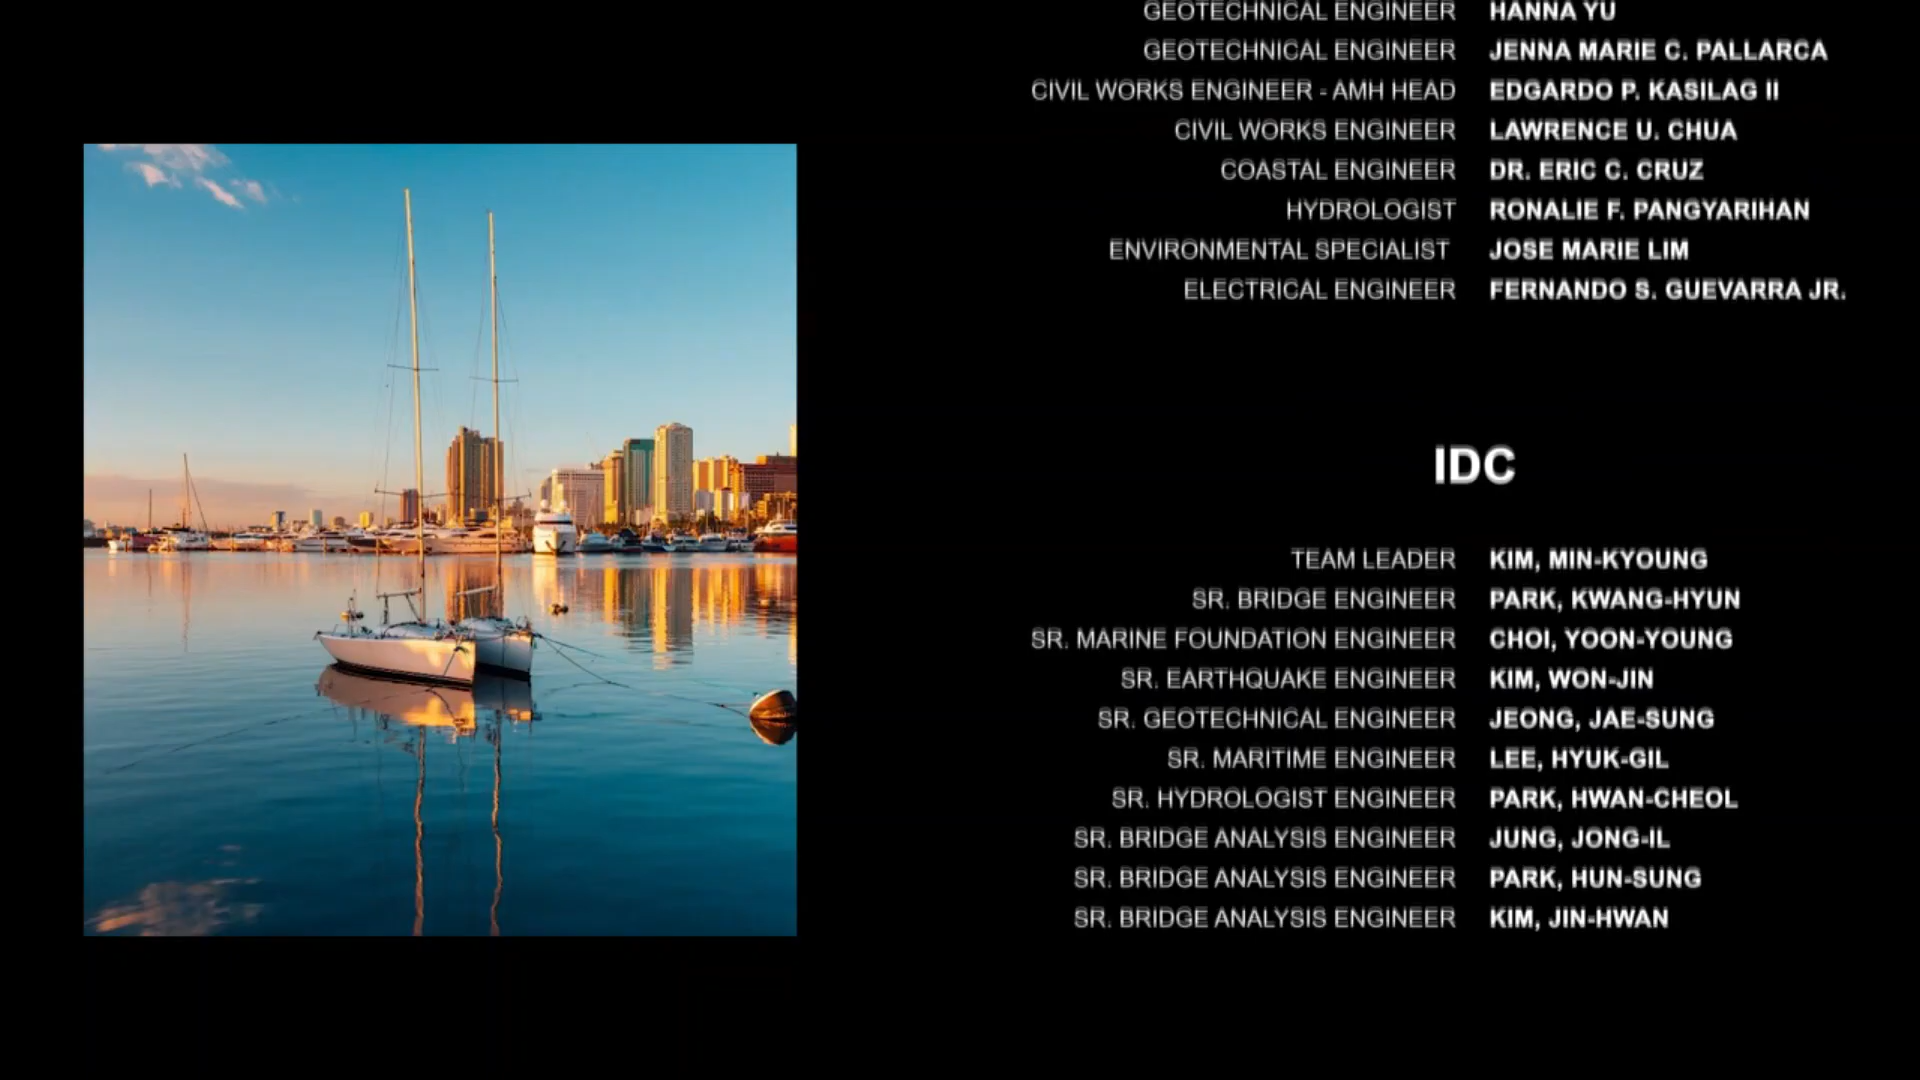 GEOTECHNICAL ENGINEER HANNA YU
GEOTECHNICAL ENGINEER JENNA MARIE C. PALLARCA
CIVIL WORKS ENGINEER - AMH HEAD EDGARDO P. KASILAG II
CIVIL WORKS ENGINEER LAWRENCE U. CHUA
COASTAL ENGINEER DR. ERIC C. CRUZ
HYDROLOGIST RONALIE F. PANGYARIHAN
ENVIRONMENTAL SPECIALIST JOSE MARIE LIM
ELECTRICAL ENGINEER FERNANDO S. GUEVARRA JR.
IDC
TEAM LEADER KIM, MIN-KYOUNG
SR. BRIDGE ENGINEER PARK, KWANG-HYUN
SR. MARINE FOUNDATION ENGINEER CHOI, YOON-YOUNG
SR. EARTHQUAKE ENGINEER KIM, WON-JIN
SR. GEOTECHNICAL ENGINEER JEONG, JAE-SUNG
SR. MARITIME ENGINEER LEE, HYUK-GIL
SR. HYDROLOGIST ENGINEER PARK, HWAN-CHEOL
SR. BRIDGE ANALYSIS ENGINEER JUNG, JONG-IL
SR. BRIDGE ANALYSIS ENGINEER PARK, HUN-SUNG
SR. BRIDGE ANALYSIS ENGINEER KIM, JIN-HWAN